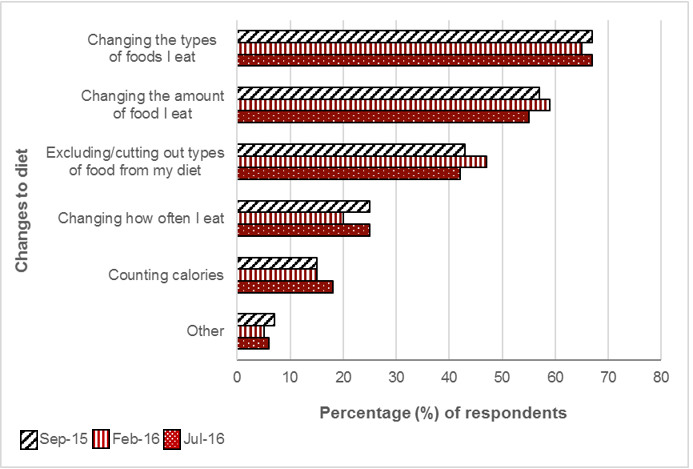 Changing the types
of foods I eat
Changing the amount
of food I eat
Excluding/cutting out types
of food from my diet
Changing how often I eat
Counting calories
Other
Changes to diet
0 10 20 30 40 50 60 70 80
Percentage (%) of respondents
Sep-15 Feb-16 Jul-16